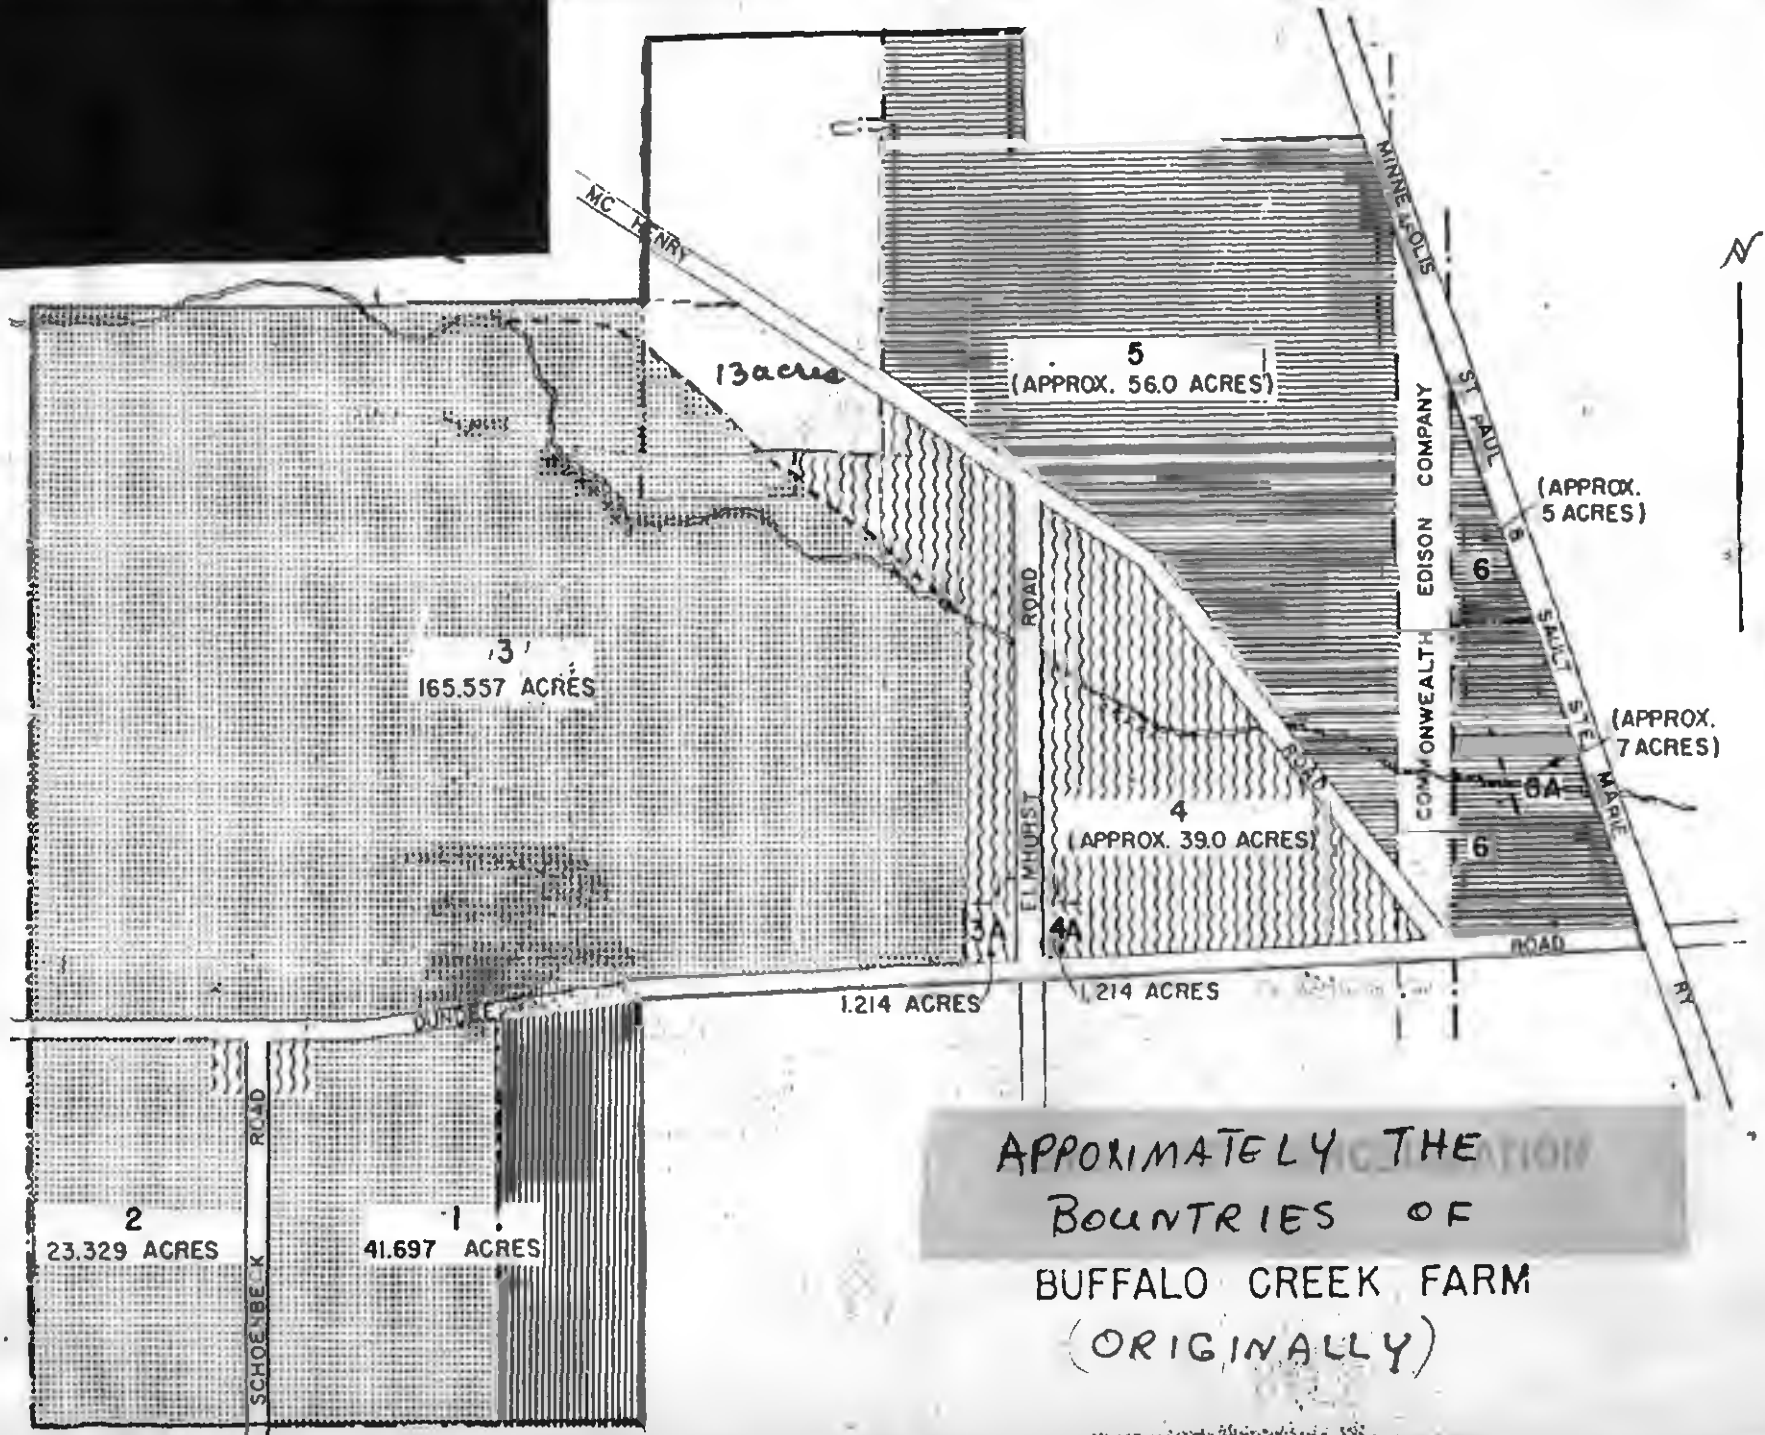 N
MC HENRY
MINNEAPOLIS
ST PAUL
&
SAULT STE MARIE
RY
13 acres
5
(APPROX. 56.0 ACRES)
COMMONWEALTH EDISON COMPANY
(APPROX.
5 ACRES)
6
ROAD
3
165.557 ACRES
(APPROX.
7 ACRES)
ROAD
6A
4
(APPROX. 39.0 ACRES)
ELMHURST
6
3A
4A
ROAD
1.214 ACRES
1.214 ACRES
DUNDEE
ROAD
2
23.329 ACRES
1
41.697 ACRES
SCHOENBECK
APPOXIMATELY THE
BOUNTRIES OF
BUFFALO CREEK FARM
(ORIGINALLY)